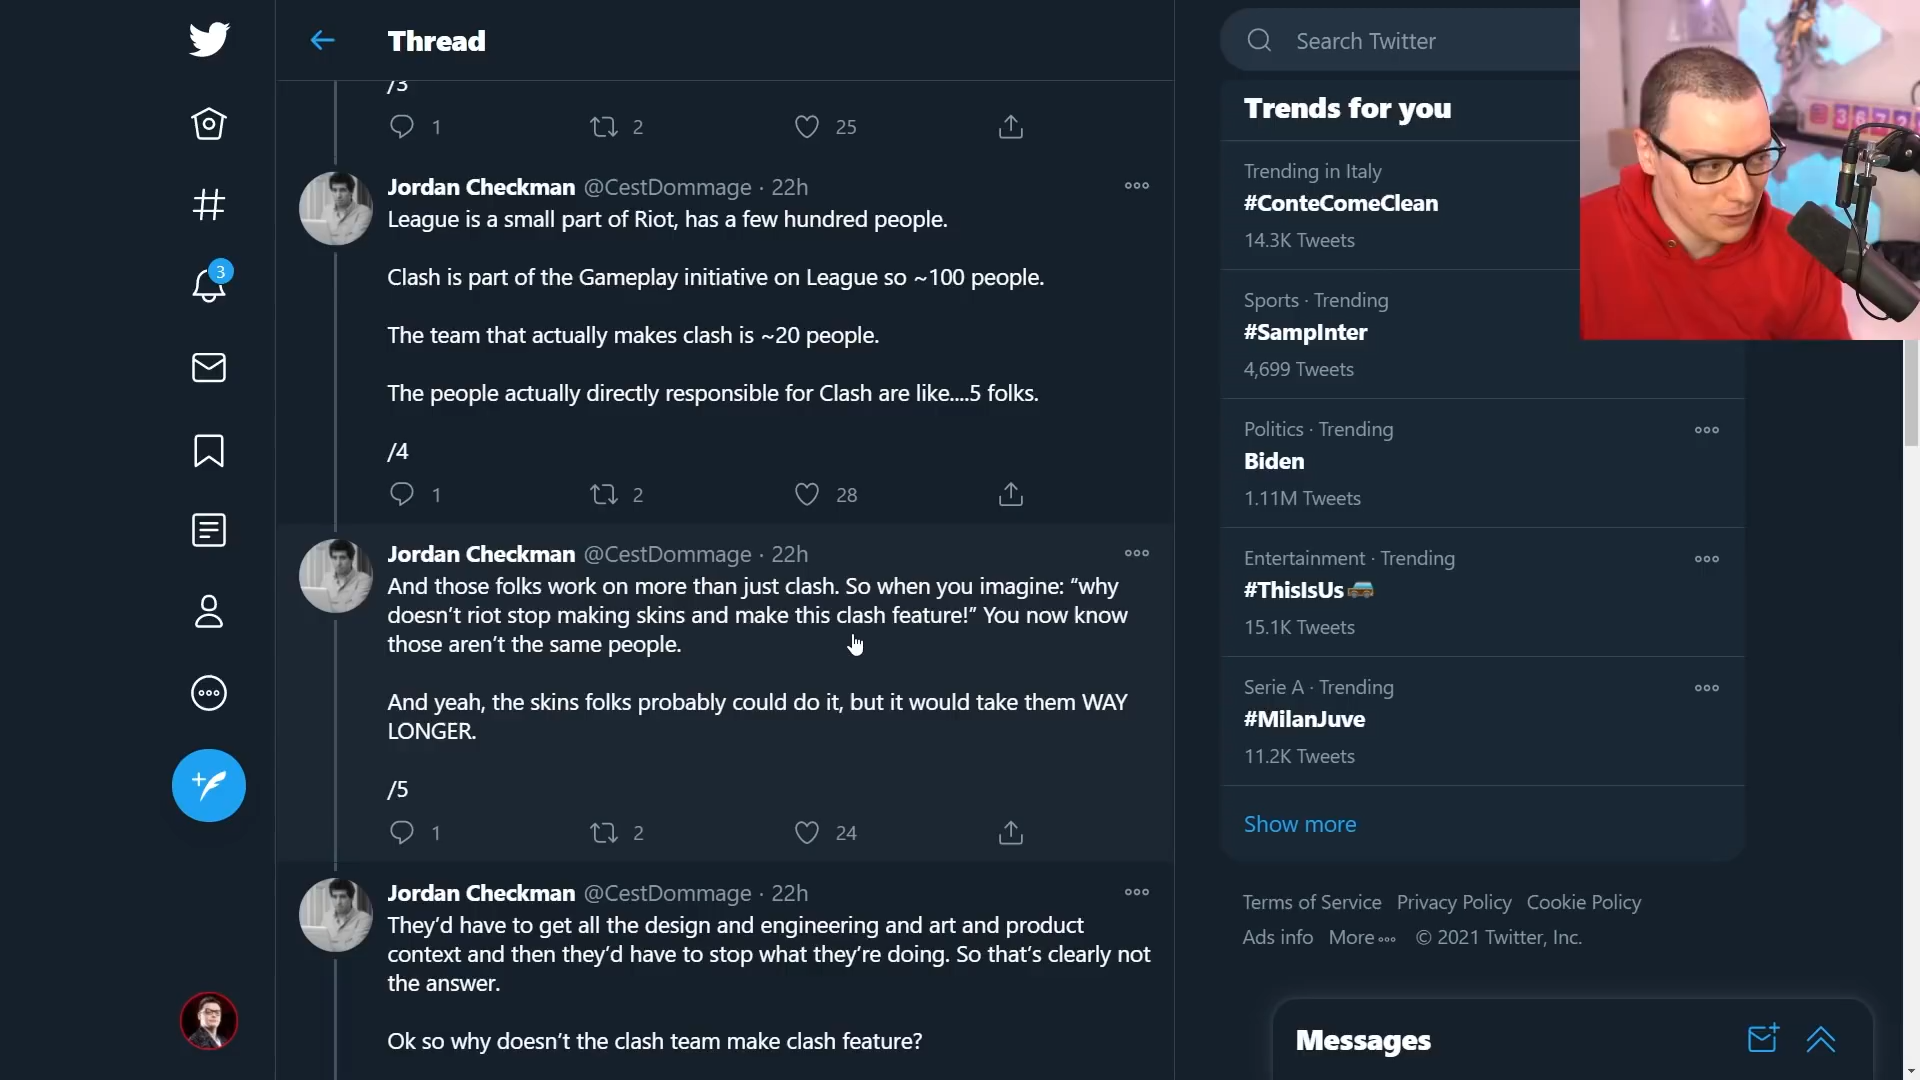 Thread
/3
1 2 25
Jordan Checkman @CestDommage · 22h
League is a small part of Riot, has a few hundred people.
Clash is part of the Gameplay initiative on League so ~100 people.
The team that actually makes clash is ~20 people.
The people actually directly responsible for Clash are like....5 folks.
/4
1 2 28
Jordan Checkman @CestDommage · 22h
And those folks work on more than just clash. So when you imagine: “why
doesn’t riot stop making skins and make this clash feature!” You now know
those aren’t the same people.
And yeah, the skins folks probably could do it, but it would take them WAY
LONGER.
/5
1 2 24
Jordan Checkman @CestDommage · 22h
They’d have to get all the design and engineering and art and product
context and then they’d have to stop what they’re doing. So that’s clearly not
the answer.
Ok so why doesn’t the clash team make clash feature?
3
Search Twitter
Trends for you
Trending in Italy
#ConteComeClean
14.3K Tweets
Sports · Trending
#SampInter
4,699 Tweets
Politics · Trending
Biden
1.11M Tweets
Entertainment · Trending
#ThisIsUs
15.1K Tweets
Serie A · Trending
#MilanJuve
11.2K Tweets
Show more
Terms of Service Privacy Policy Cookie Policy
Ads info More © 2021 Twitter, Inc.
Messages